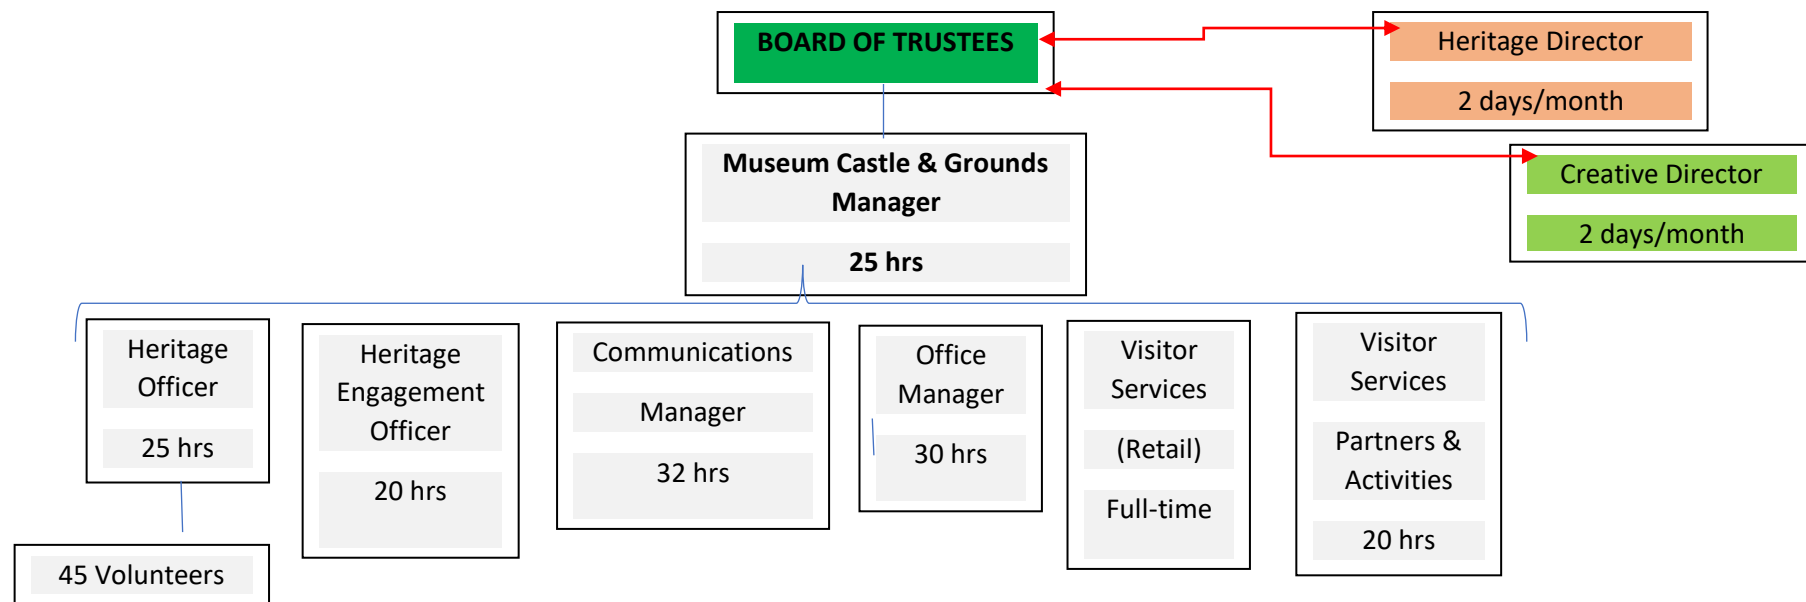 BOARD OF TRUSTEES
Heritage Director
2 days/month
Museum Castle & Grounds
Manager
25 hrs
Creative Director
2 days/month
Heritage
Officer
25 hrs
45 Volunteers
Heritage
Engagement
Officer
20 hrs
Communications
Manager
32 hrs
Office
Manager
30 hrs
Visitor
Services
(Retail)
Full-time
Visitor
Services
Partners &
Activities
20 hrs